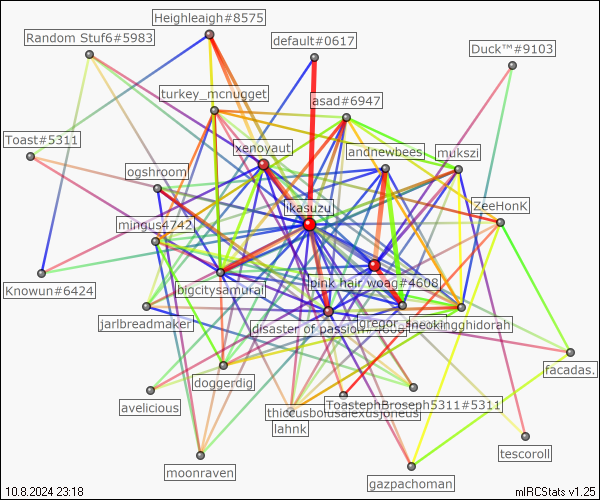 Heighleaigh#8575
Random Stuf6#5983
default#0617
Duck™#9103
turkey_mcnugget
asad#6947
Toast#5311
xenoyaut
andnewbees
mukszi
ogshroom
ikasuzu
ZeeHonK
mingus4742
pink hair woag#4608
Knowun#6424
bigcitysamurai
jarlbreadmaker
disaster of passion
gregor_
neokingghidorah
doggerdig
facadas.
avelicious
ToastephBroseph5311#5311
lahnk
tescoroll
moonraven
gazpachoman
10.8.2024 23:18
mIRCStats v1.25